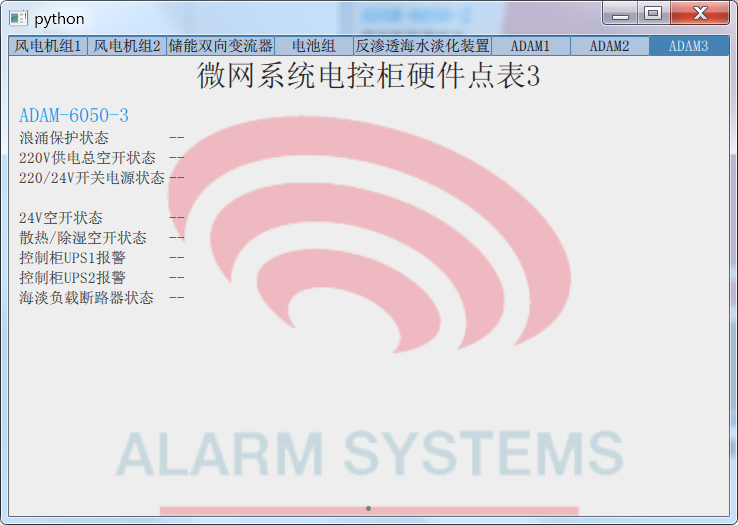 python
风电机组1 风电机组2 储能双向变流器 电池组 反渗透海水淡化装置 ADAM1 ADAM2 ADAM3
微网系统电控柜硬件点表3
ADAM-6050-3
浪涌保护状态 --
220V供电总空开状态 --
220/24V开关电源状态 --
24V空开状态 --
散热/除湿空开状态 --
控制柜UPS1报警 --
控制柜UPS2报警 --
海淡负载断路器状态 --
ALARM SYSTEMS